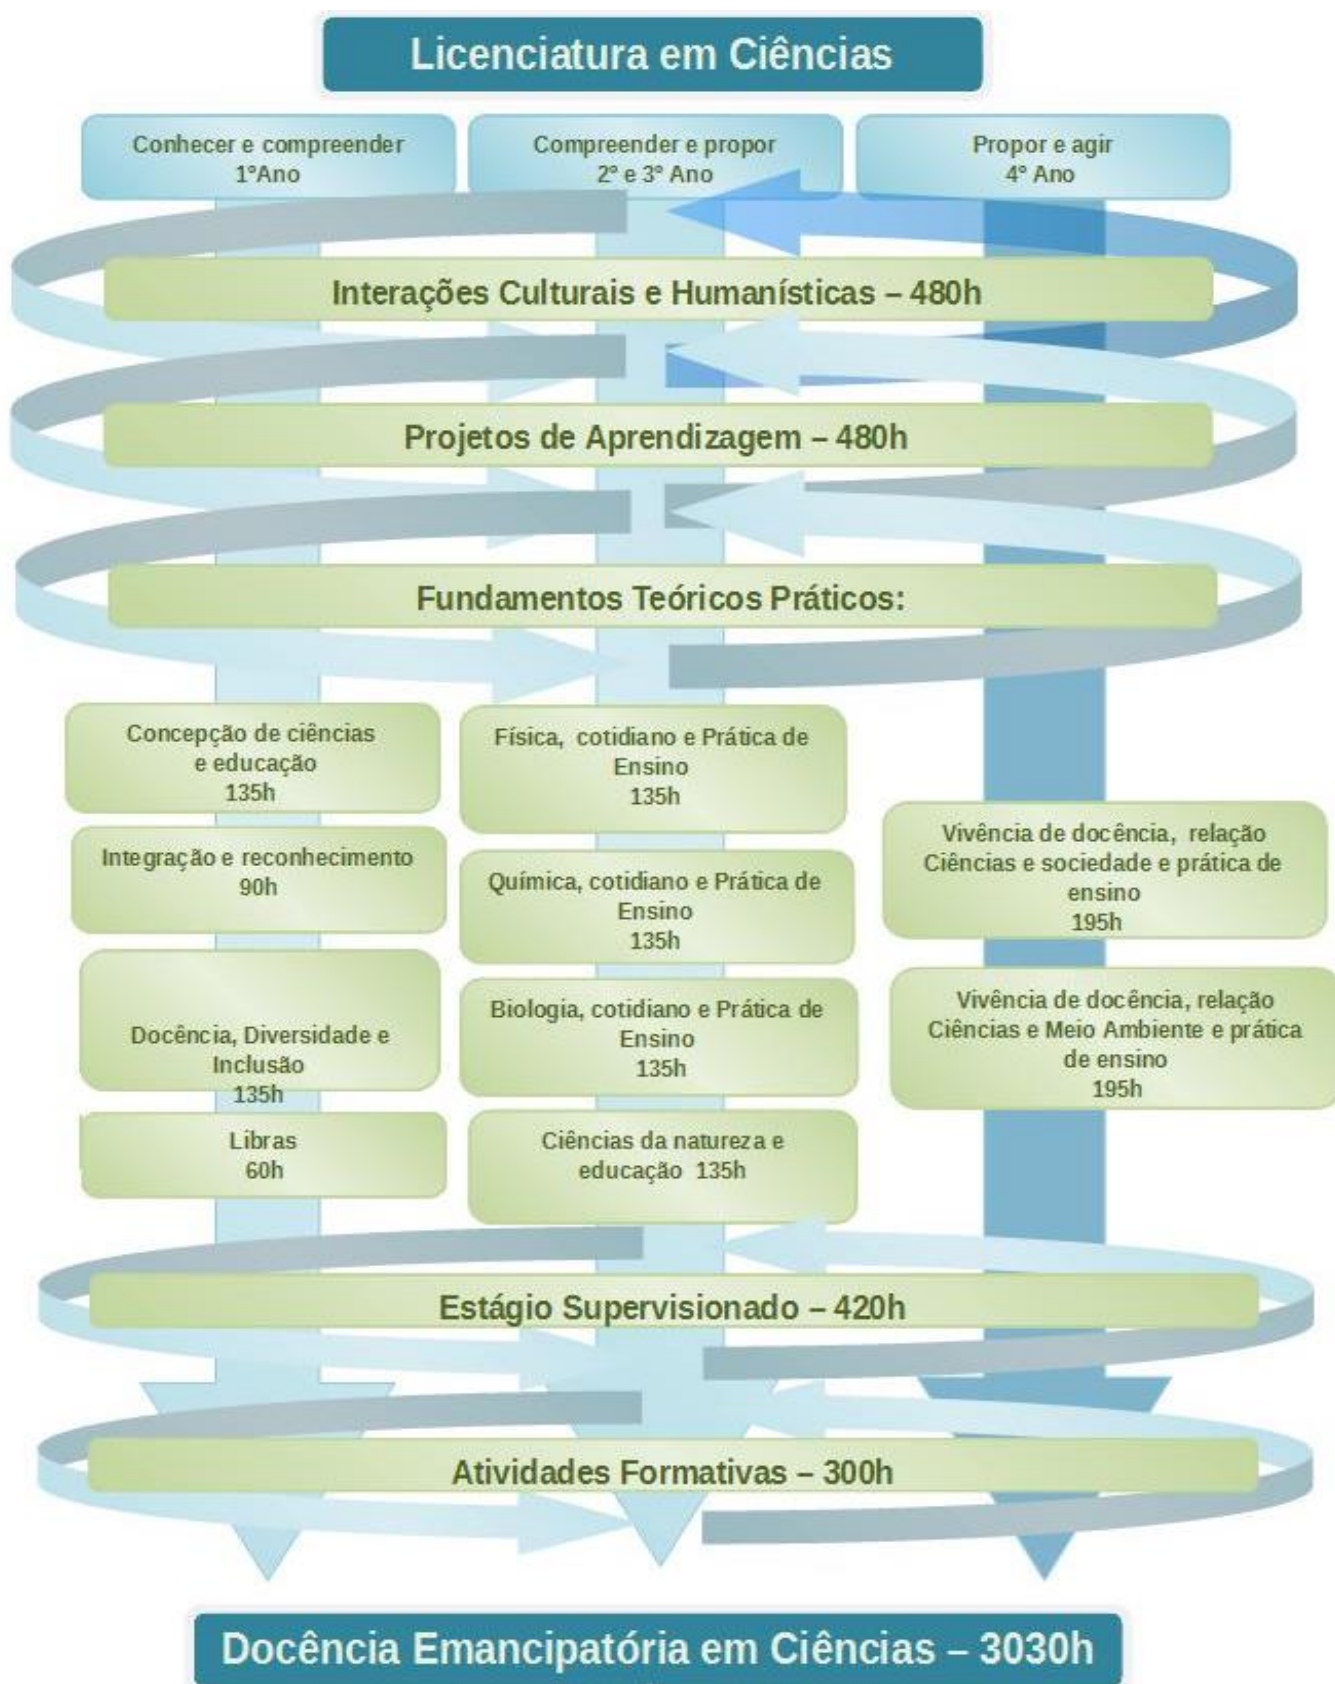 Licenciatura em Ciências
Conhecer e compreender
1°Ano
Compreender e propor
2° e 3° Ano
Propor e agir
4° Ano
Interações Culturais e Humanísticas – 480h
Projetos de Aprendizagem – 480h
Fundamentos Teóricos Práticos:
Concepção de ciências
e educação
135h
Integração e reconhecimento
90h
Docência, Diversidade e
Inclusão
135h
Libras
60h
Física, cotidiano e Prática de
Ensino
135h
Química, cotidiano e Prática de
Ensino
135h
Biologia, cotidiano e Prática de
Ensino
135h
Ciências da natureza e
educação 135h
Vivência de docência, relação
Ciências e sociedade e prática de
ensino
195h
Vivência de docência, relação
Ciências e Meio Ambiente e prática
de ensino
195h
Estágio Supervisionado – 420h
Atividades Formativas – 300h
Docência Emancipatória em Ciências – 3030h